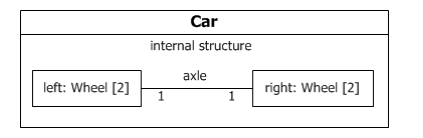 Car
internal structure
axle
left: Wheel [2]
1
1
right: Wheel [2]